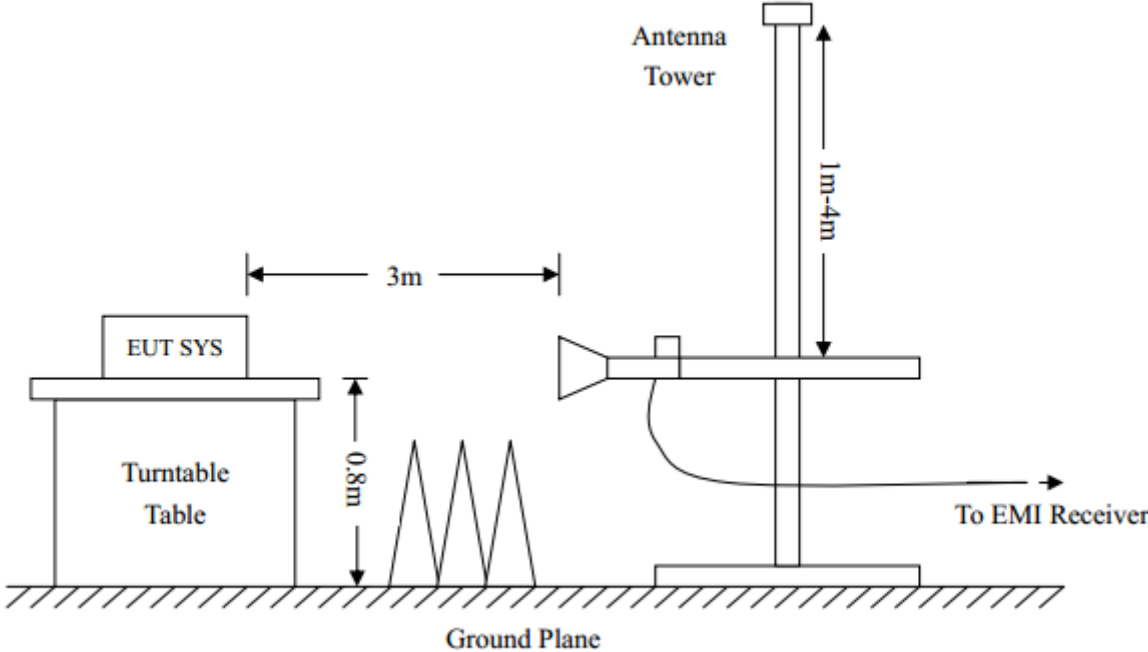 Antenna
Tower
1m-4m
3m
EUT SYS
Turntable
Table
0.8m
To EMI Receiver
Ground Plane